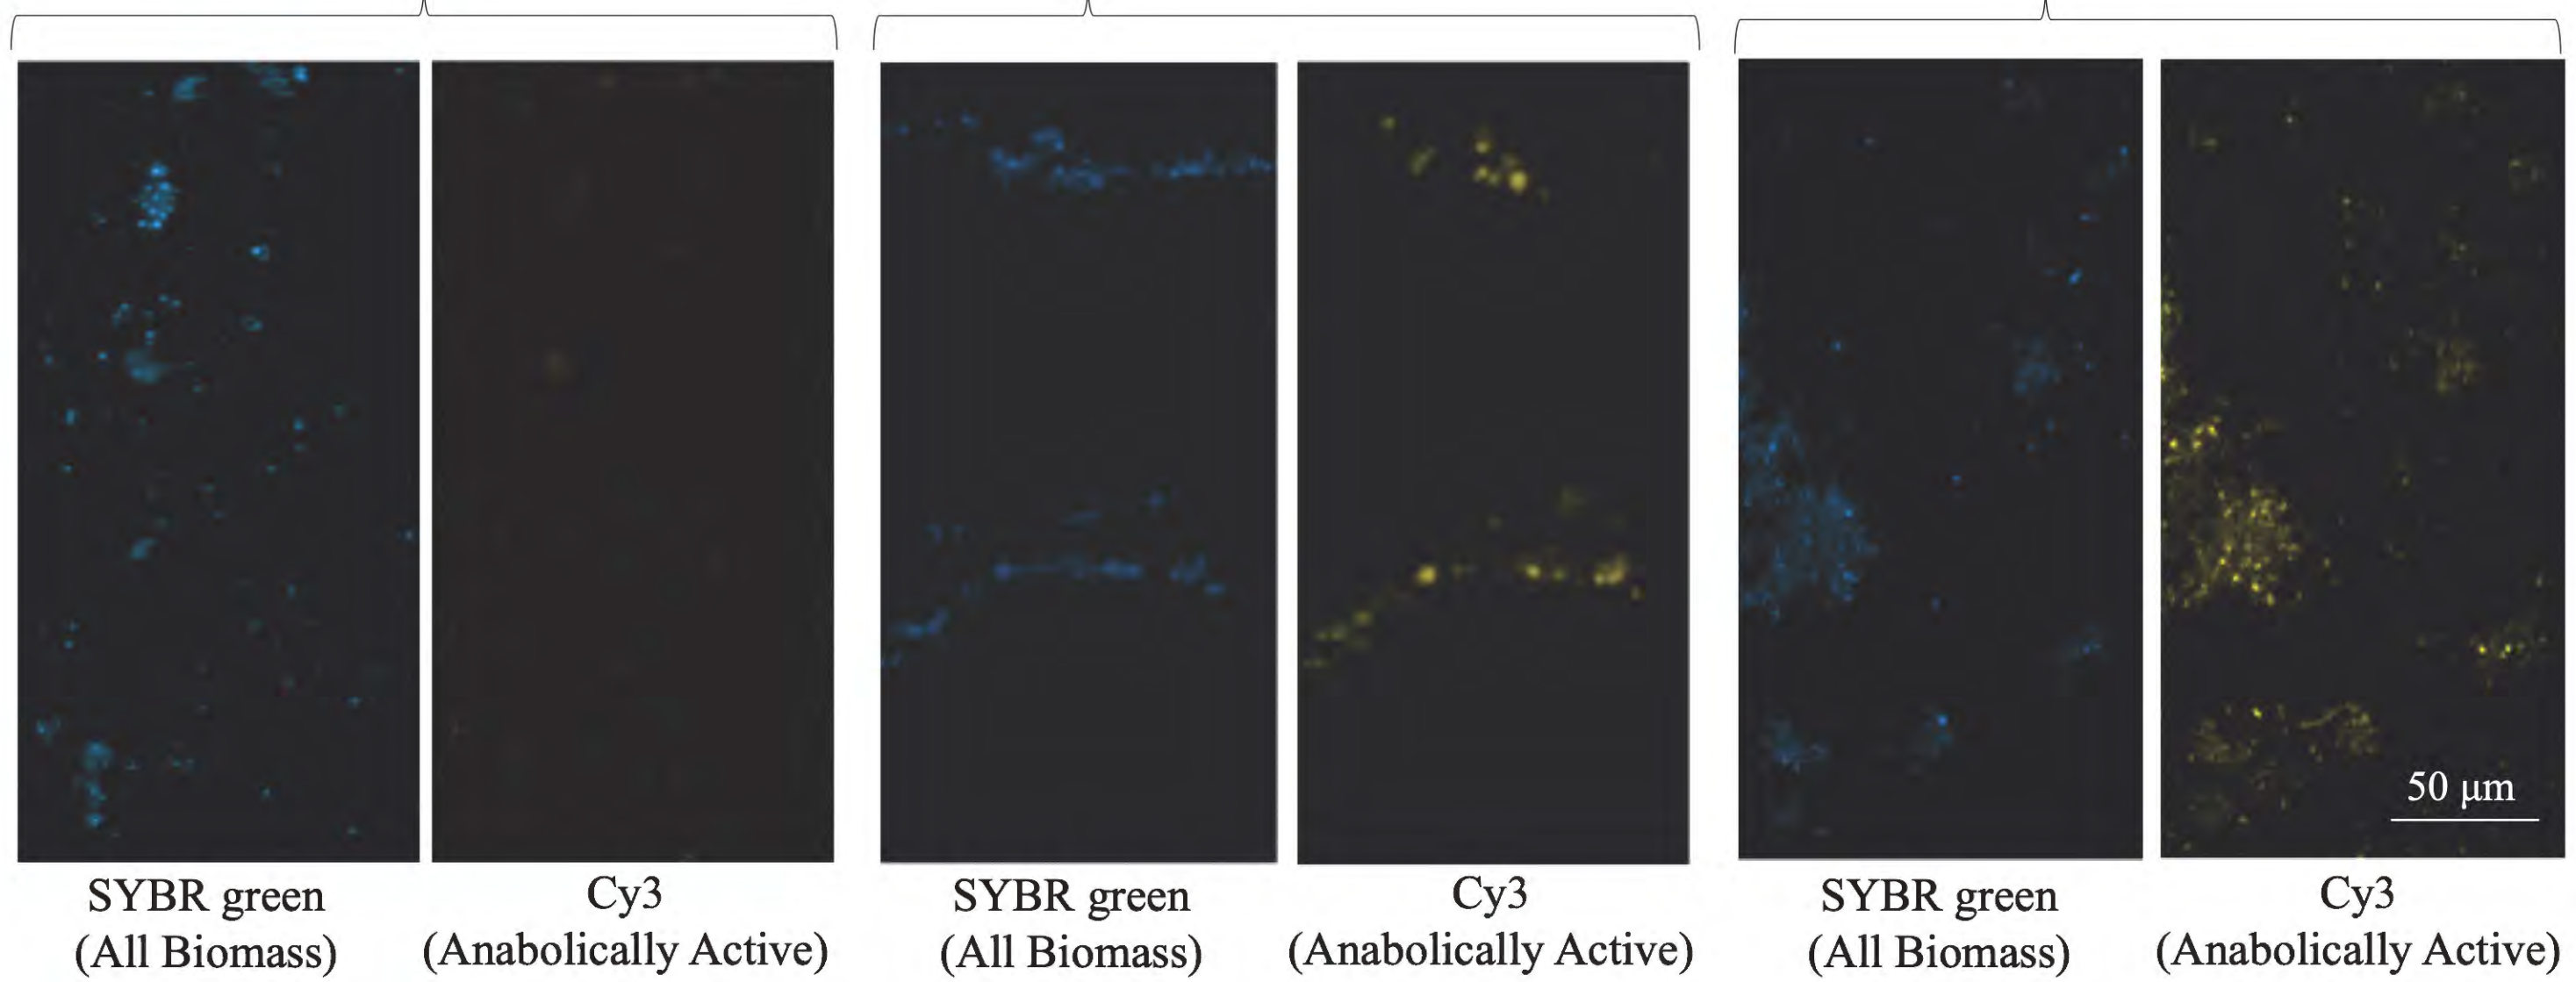 50 μm
SYBR green
(All Biomass)
Cy3
(Anabolically Active)
SYBR green
(All Biomass)
Cy3
(Anabolically Active)
SYBR green
(All Biomass)
Cy3
(Anabolically Active)